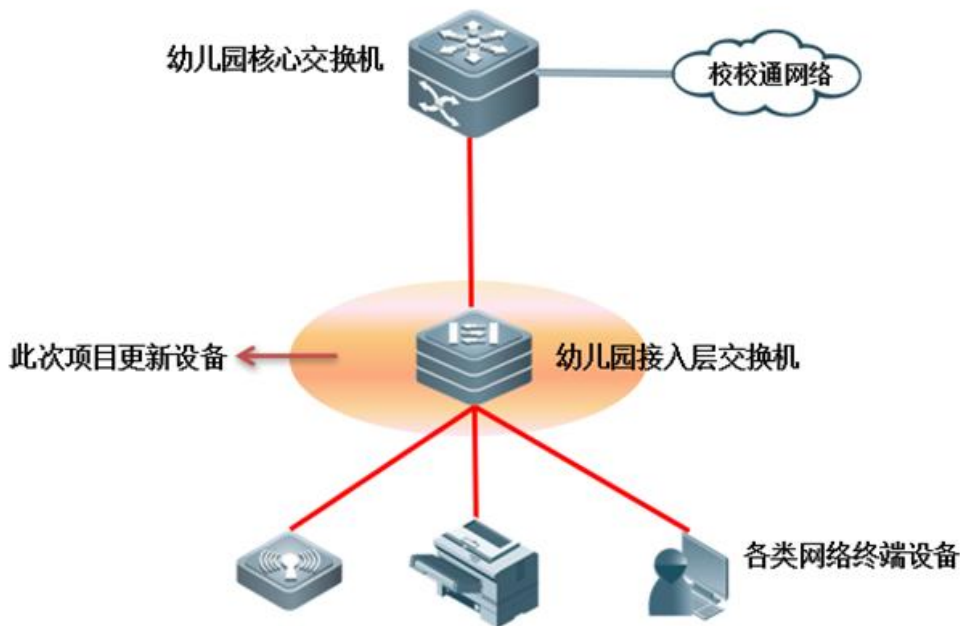 幼儿园核心交换机
校校通网络
此次项目更新设备
幼儿园接入层交换机
各类网络终端设备